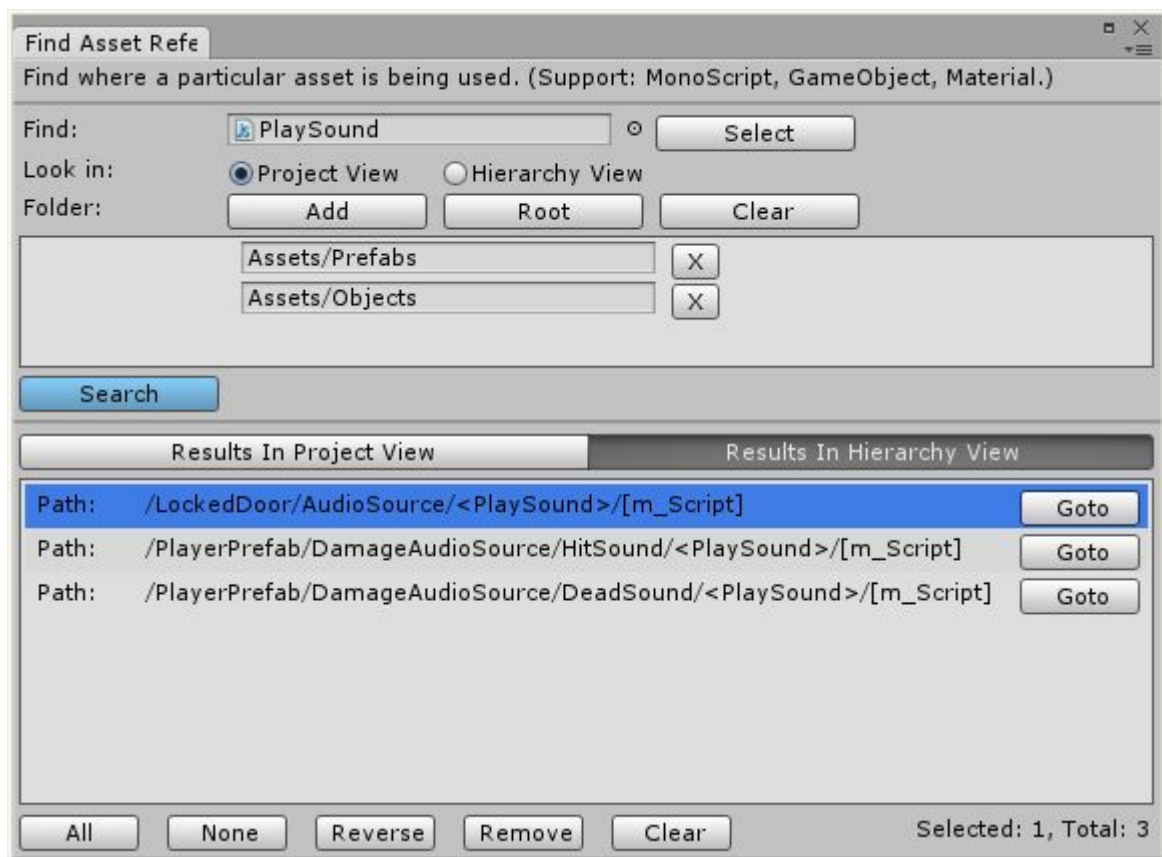 Find Asset Refe
Find where a particular asset is being used. (Support: MonoScript, GameObject, Material.)
Find: PlaySound Select
Look in: Project View Hierarchy View
Folder: Add Root Clear
Assets/Prefabs X
Assets/Objects X
Search
Results In Project View Results In Hierarchy View
Path: /LockedDoor/AudioSource/<PlaySound>/[m_Script] Goto
Path: /PlayerPrefab/DamageAudioSource/HitSound/<PlaySound>/[m_Script] Goto
Path: /PlayerPrefab/DamageAudioSource/DeadSound/<PlaySound>/[m_Script] Goto
All None Reverse Remove Clear Selected: 1, Total: 3